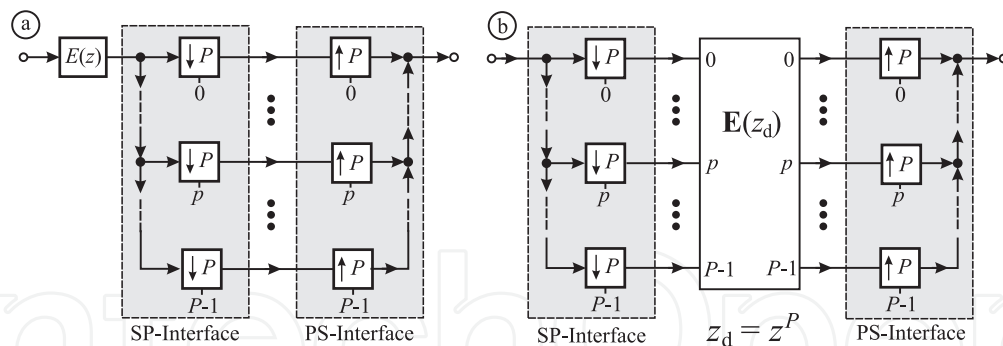 a
E(z)
↓ P
0
↑ P
0
↓ P
p
↑ P
p
↓ P
P-1
↑ P
P-1
SP-Interface
PS-Interface
b
↓ P
0
0
0
↑ P
0
E(z_d)
↓ P
p
p
p
↑ P
p
↓ P
P-1
P-1
P-1
↑ P
P-1
SP-Interface
z_d = z^P
PS-Interface